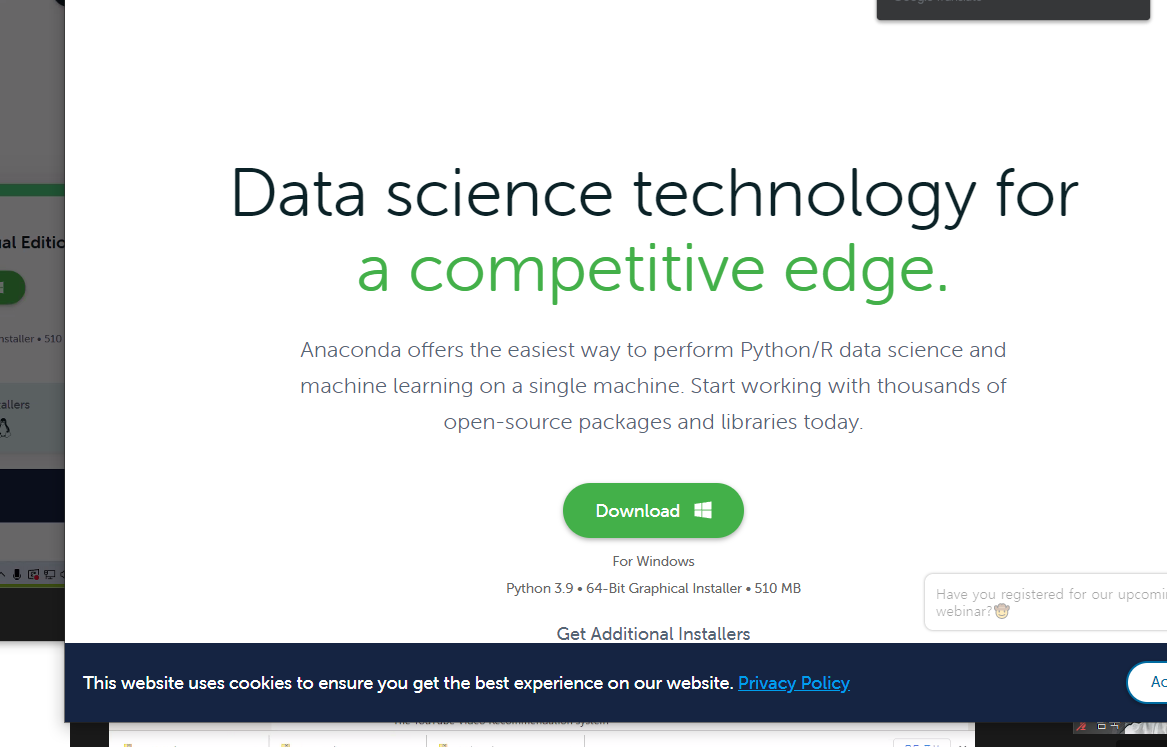 Data science technology for
a competitive edge.
ual Editio
Anaconda offers the easiest way to perform Python/R data science and
nstaller • 510
machine learning on a single machine. Start working with thousands of
allers
open-source packages and libraries today.
Download
For Windows
Python 3.9 • 64-Bit Graphical Installer • 510 MB
Have you registered for our upcomin
webinar?
Get Additional Installers
This website uses cookies to ensure you get the best experience on our website. Privacy Policy
Ac